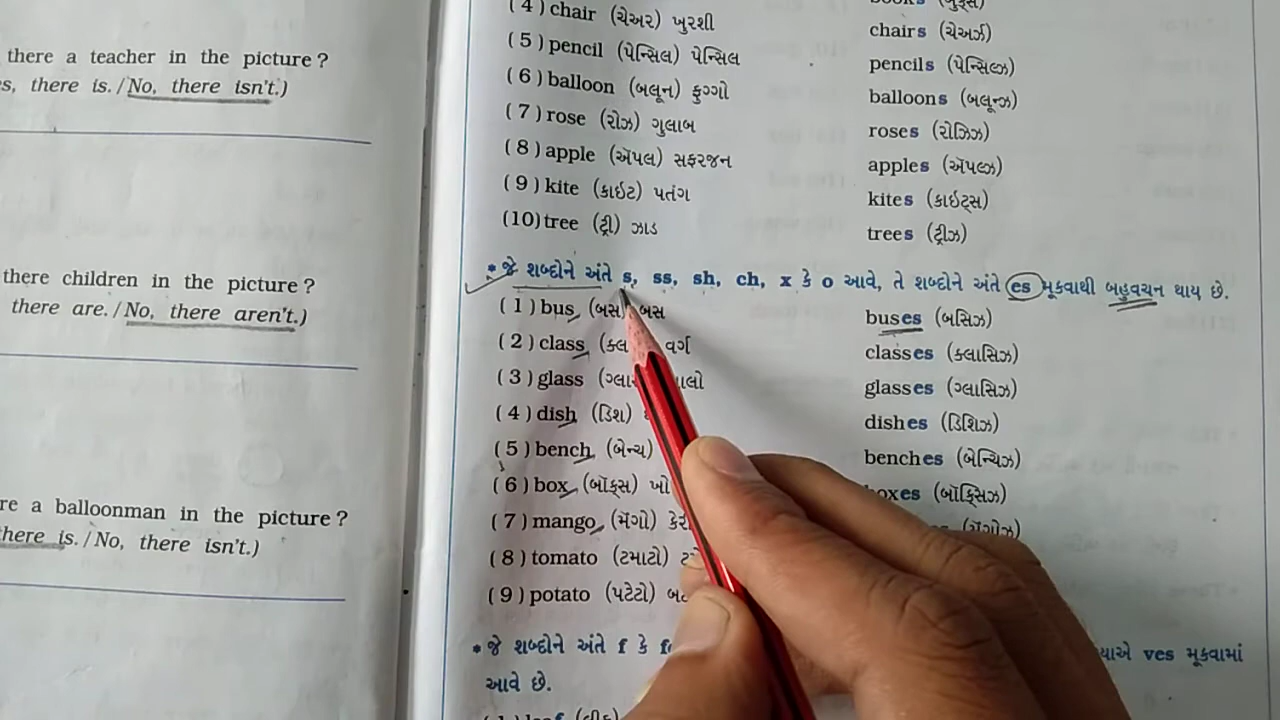 there a teacher in the picture ?
s, there is. / No, there isn't.)
there children in the picture ?
there are. / No, there aren't.)
re a balloonman in the picture ?
here is. / No, there isn't.)
( 4 ) chair (ચેઅર) ખુરશી chairs (ચેઅર્ઝ)
( 5 ) pencil (પેન્સિલ) પેન્સિલ pencils (પેન્સિલ્ઝ)
( 6 ) balloon (બલૂન) ફુગ્ગો balloons (બલૂન્ઝ)
( 7 ) rose (રોઝ) ગુલાબ roses (રોઝિઝ)
( 8 ) apple (ઍપલ) સફરજન apples (ઍપલ્ઝ)
( 9 ) kite (કાઇટ) પતંગ kites (કાઇટ્સ)
(10) tree (ટ્રી) ઝાડ trees (ટ્રીઝ)
* જે શબ્દોને અંતે s, ss, sh, ch, x કે o આવે, તે શબ્દોને અંતે es મૂકવાથી બહુવચન થાય છે.
( 1 ) bus (બસ) બસ buses (બસિઝ)
( 2 ) class વર્ગ classes (ક્લાસિઝ)
( 3 ) glass glasses (ગ્લાસિઝ)
( 4 ) dish (ડિશ) dishes (ડિશિઝ)
( 5 ) bench (બેન્ચ) benches (બેન્ચિઝ)
( 6 ) box (બૉક્સ) oxes (બૉક્સિઝ)
( 7 ) mango (મૅંગો) કેરી (મૅંગોઝ)
( 8 ) tomato (ટમાટો)
( 9 ) potato (પટેટો)
* જે શબ્દોને અંતે f કે ves મૂકવામાં
આવે છે.